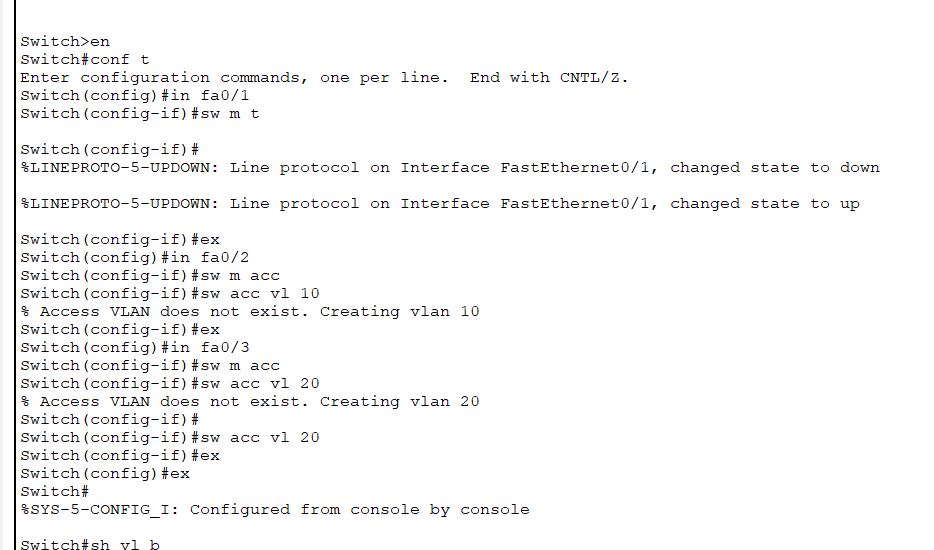 Switch>en
Switch#conf t
Enter configuration commands, one per line.  End with CNTL/Z.
Switch(config)#in fa0/1
Switch(config-if)#sw m t
Switch(config-if)#
%LINEPROTO-5-UPDOWN: Line protocol on Interface FastEthernet0/1, changed state to down
%LINEPROTO-5-UPDOWN: Line protocol on Interface FastEthernet0/1, changed state to up
Switch(config-if)#ex
Switch(config)#in fa0/2
Switch(config-if)#sw m acc
Switch(config-if)#sw acc vl 10
% Access VLAN does not exist. Creating vlan 10
Switch(config-if)#ex
Switch(config)#in fa0/3
Switch(config-if)#sw m acc
Switch(config-if)#sw acc vl 20
% Access VLAN does not exist. Creating vlan 20
Switch(config-if)#
Switch(config-if)#sw acc vl 20
Switch(config-if)#ex
Switch(config)#ex
Switch#
%SYS-5-CONFIG_I: Configured from console by console
Switch#sh vl b